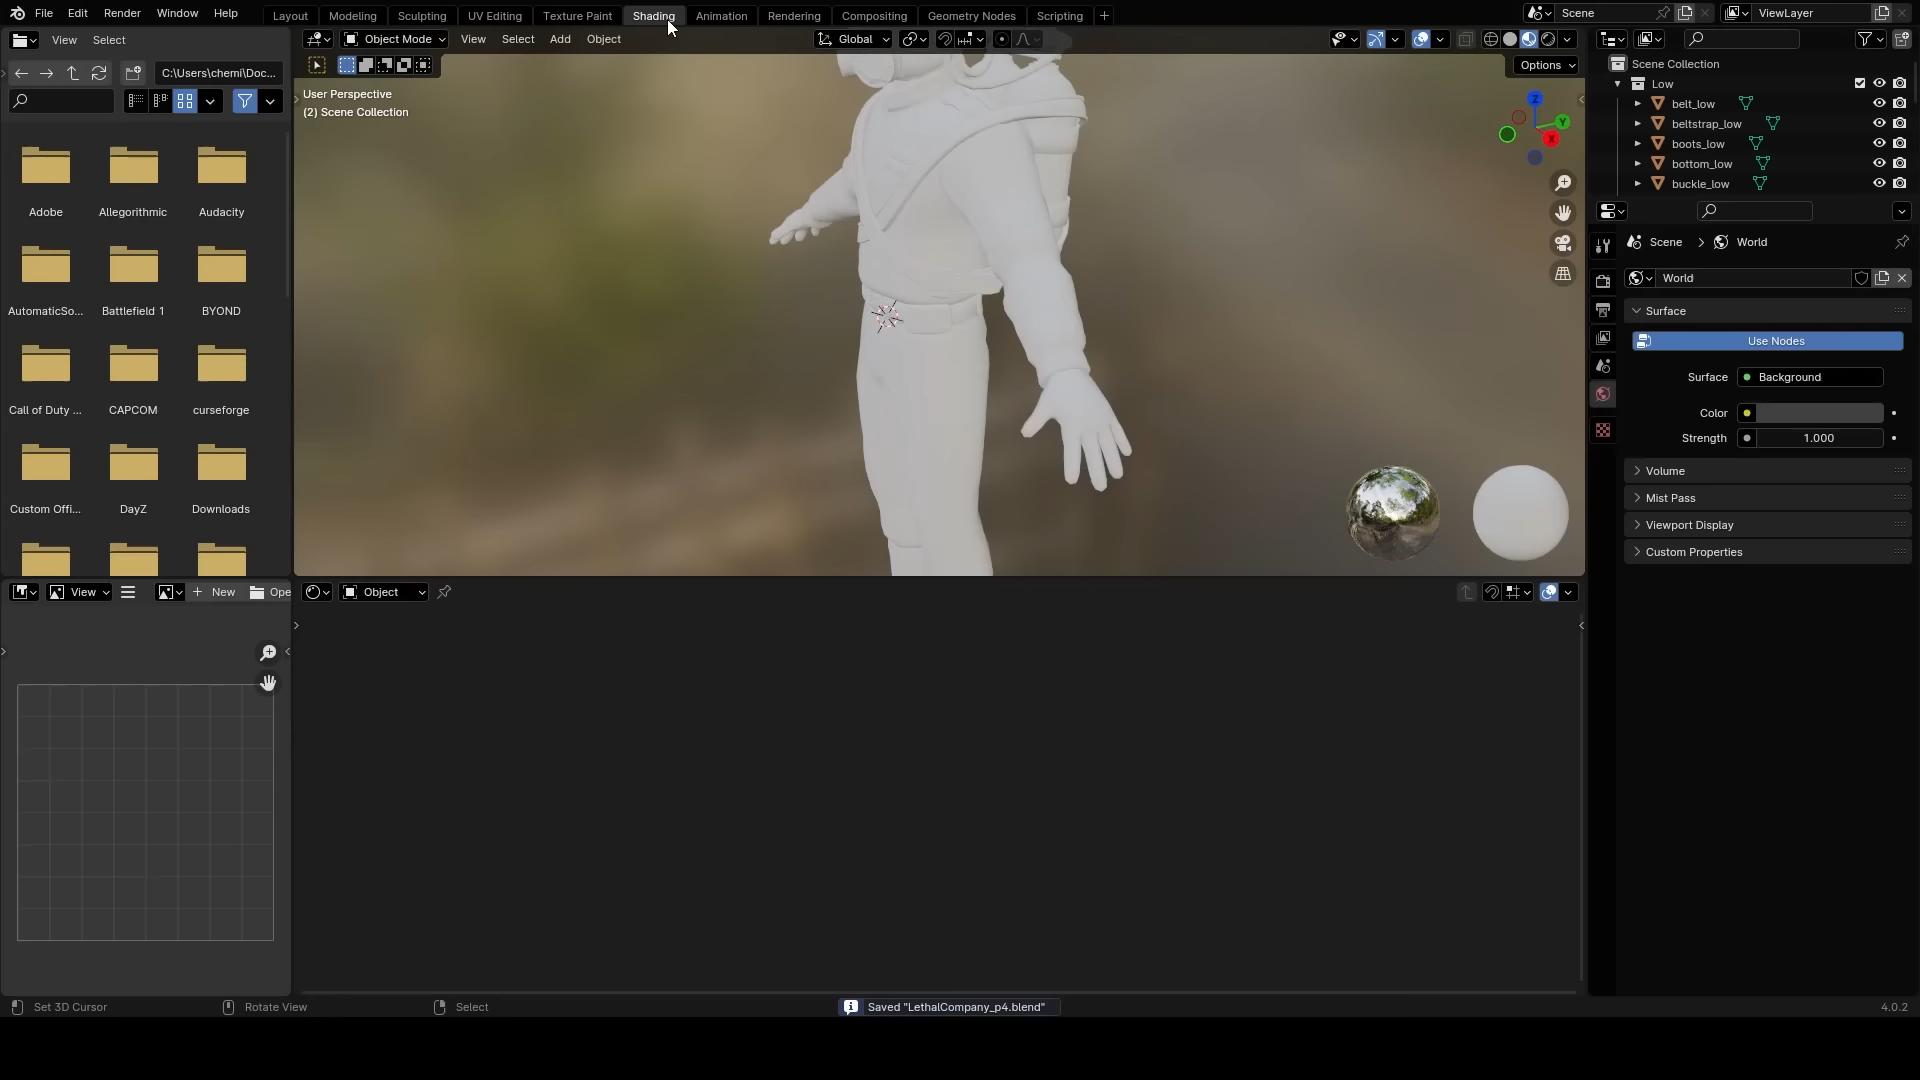 File Edit Render Window Help Layout Modeling Sculpting UV Editing Texture Paint Shading Animation Rendering Compositing Geometry Nodes Scripting + Scene ViewLayer
View Select
C:\Users\chemi\Doc...
Adobe Allegorithmic Audacity
AutomaticSo... Battlefield 1 BYOND
Call of Duty ... CAPCOM curseforge
Custom Offi... DayZ Downloads
Object Mode View Select Add Object Global
Options
User Perspective
(2) Scene Collection
Z
Y
X
Scene Collection
Low
belt_low
beltstrap_low
boots_low
bottom_low
buckle_low
Scene > World
World
Surface
Use Nodes
Surface Background
Color
Strength 1.000
Volume
Mist Pass
Viewport Display
Custom Properties
View New Ope
Object
Set 3D Cursor Rotate View Select Saved "LethalCompany_p4.blend" 4.0.2